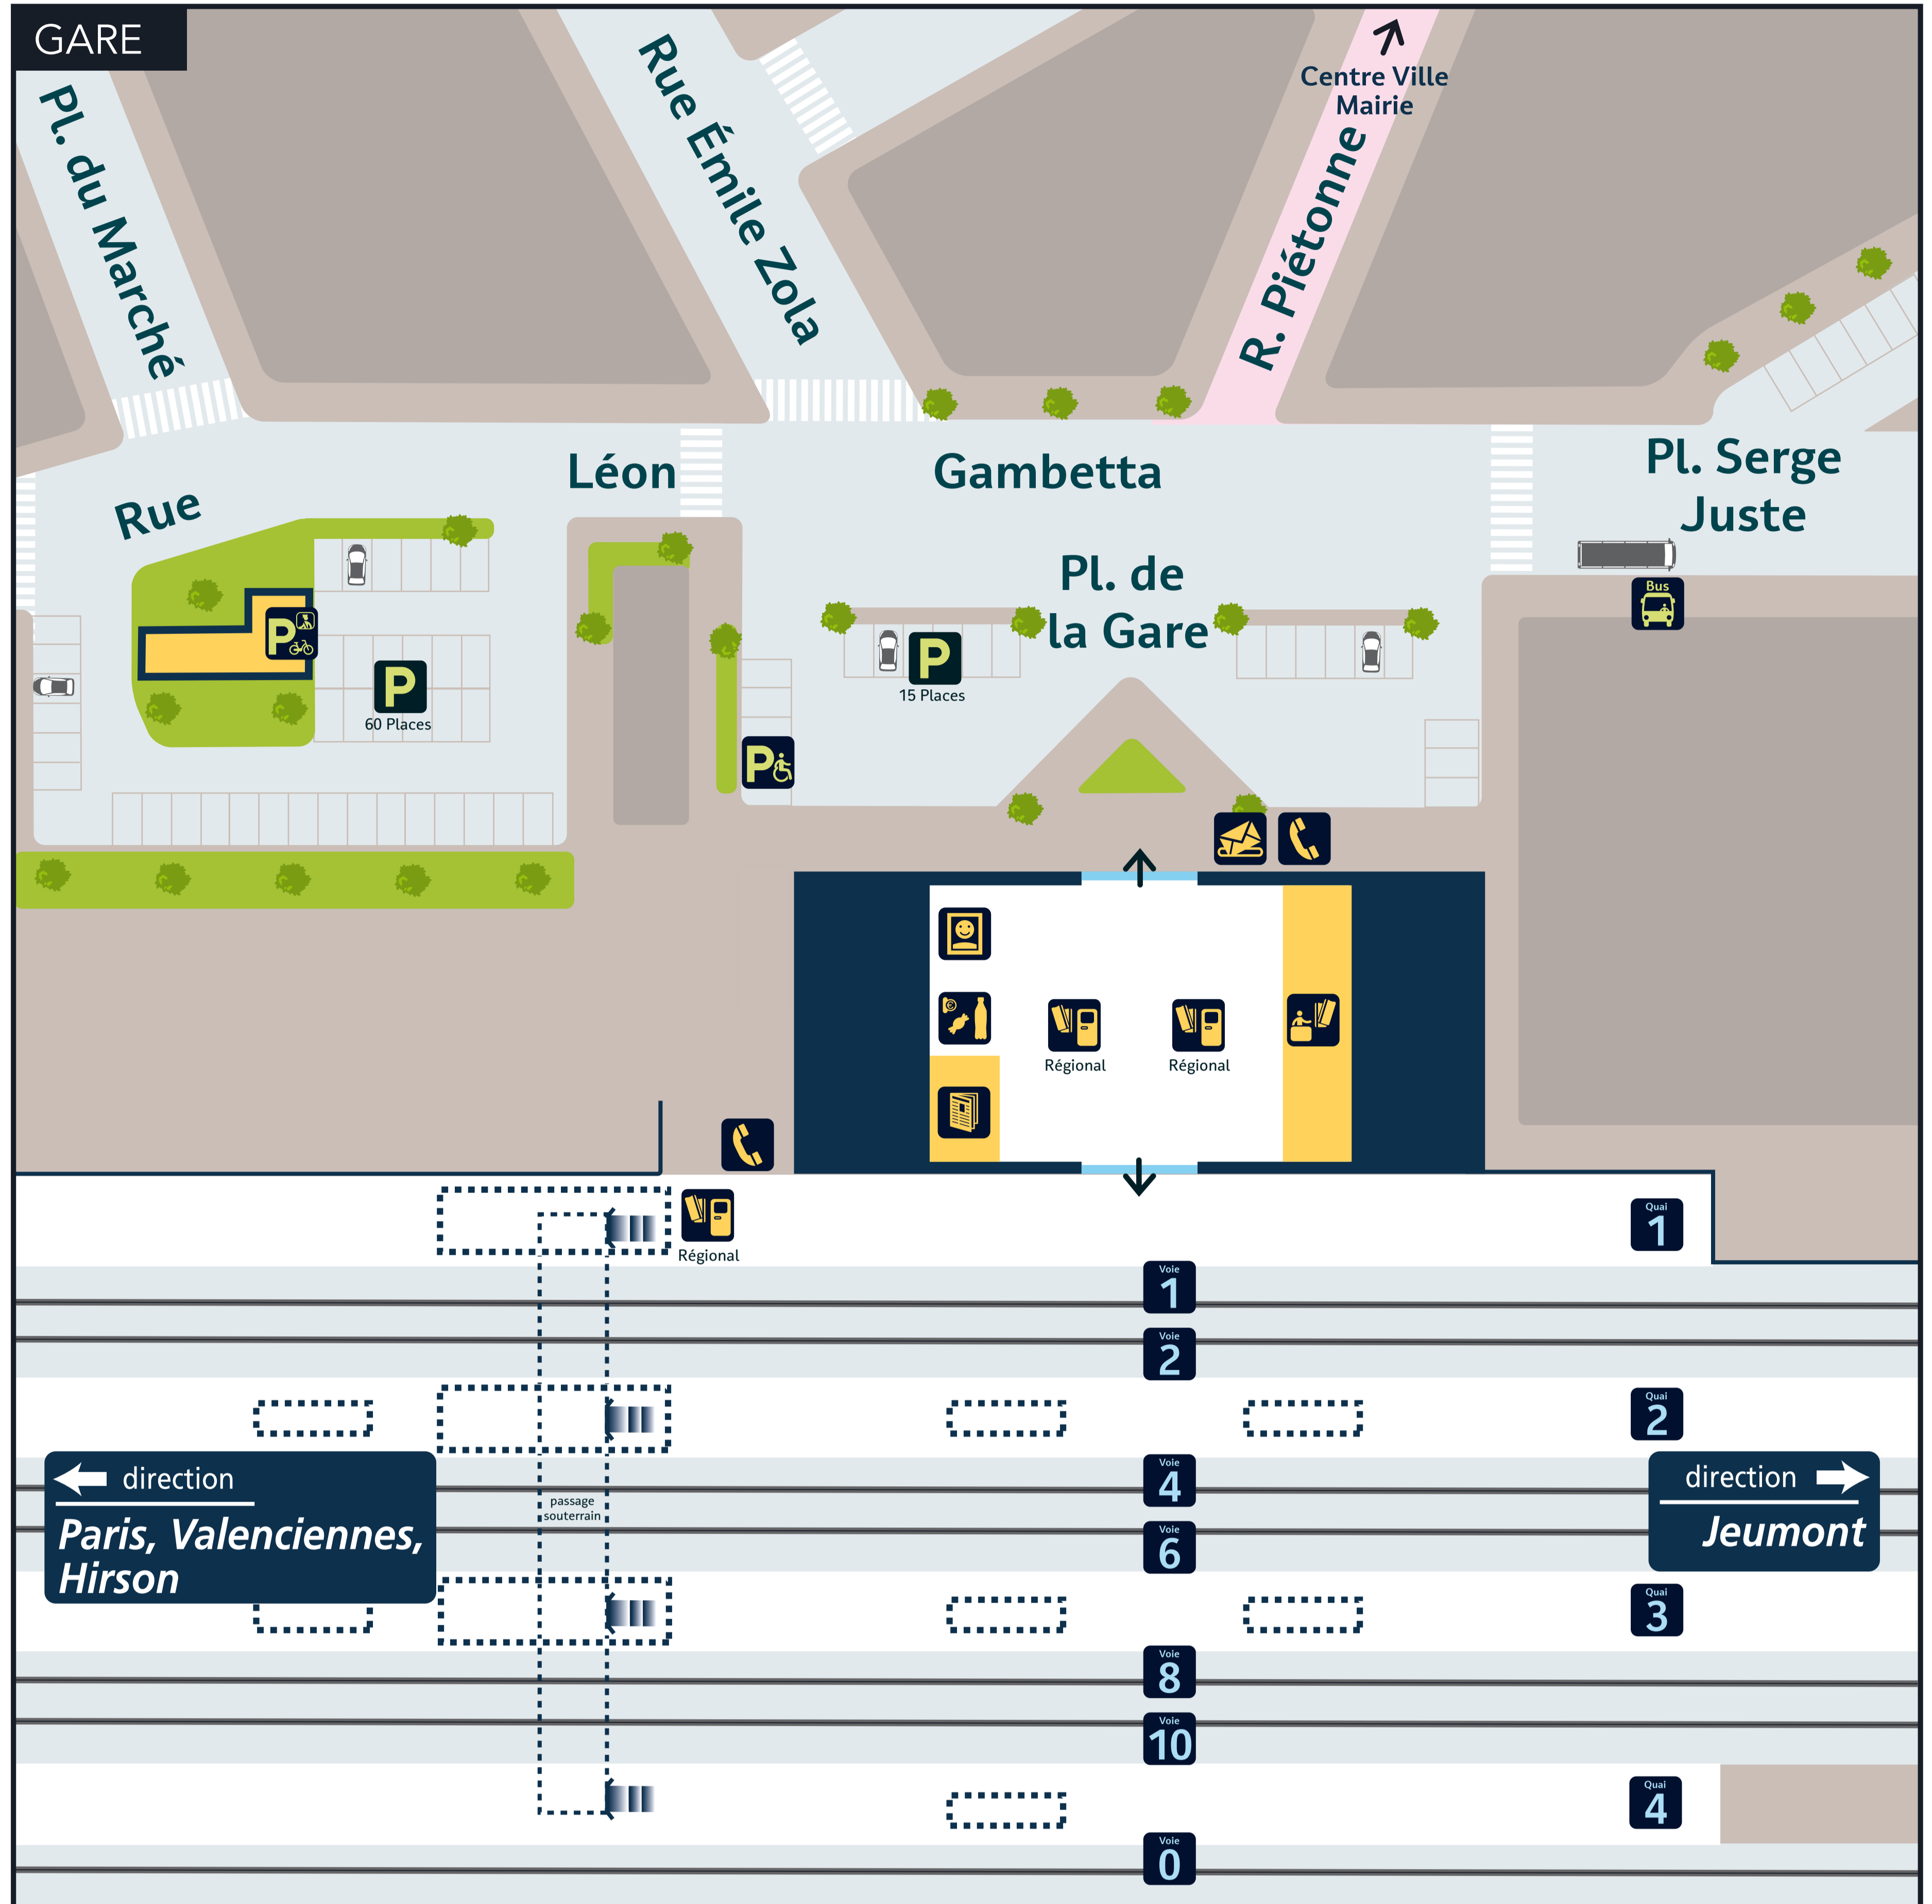 GARE
Centre Ville
Mairie
Pl. du Marché
Rue Émile Zola
R. Piétonne
Rue Léon Gambetta
Pl. Serge
Juste
Pl. de
la Gare
Bus
P
P
60 Places
P
15 Places
P
Régional
Régional
Régional
Quai
1
Voie
1
Voie
2
Quai
2
Voie
4
direction
Paris, Valenciennes,
Hirson
passage
souterrain
direction
Jeumont
Voie
6
Quai
3
Voie
8
Voie
10
Quai
4
Voie
0